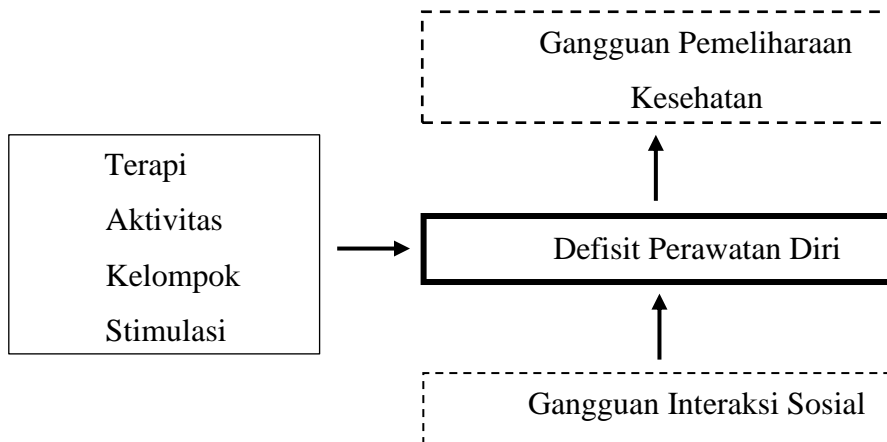 Gangguan Pemeliharaan
Kesehatan
Terapi
Aktivitas
Kelompok
Stimulasi
Defisit Perawatan Diri
Gangguan Interaksi Sosial